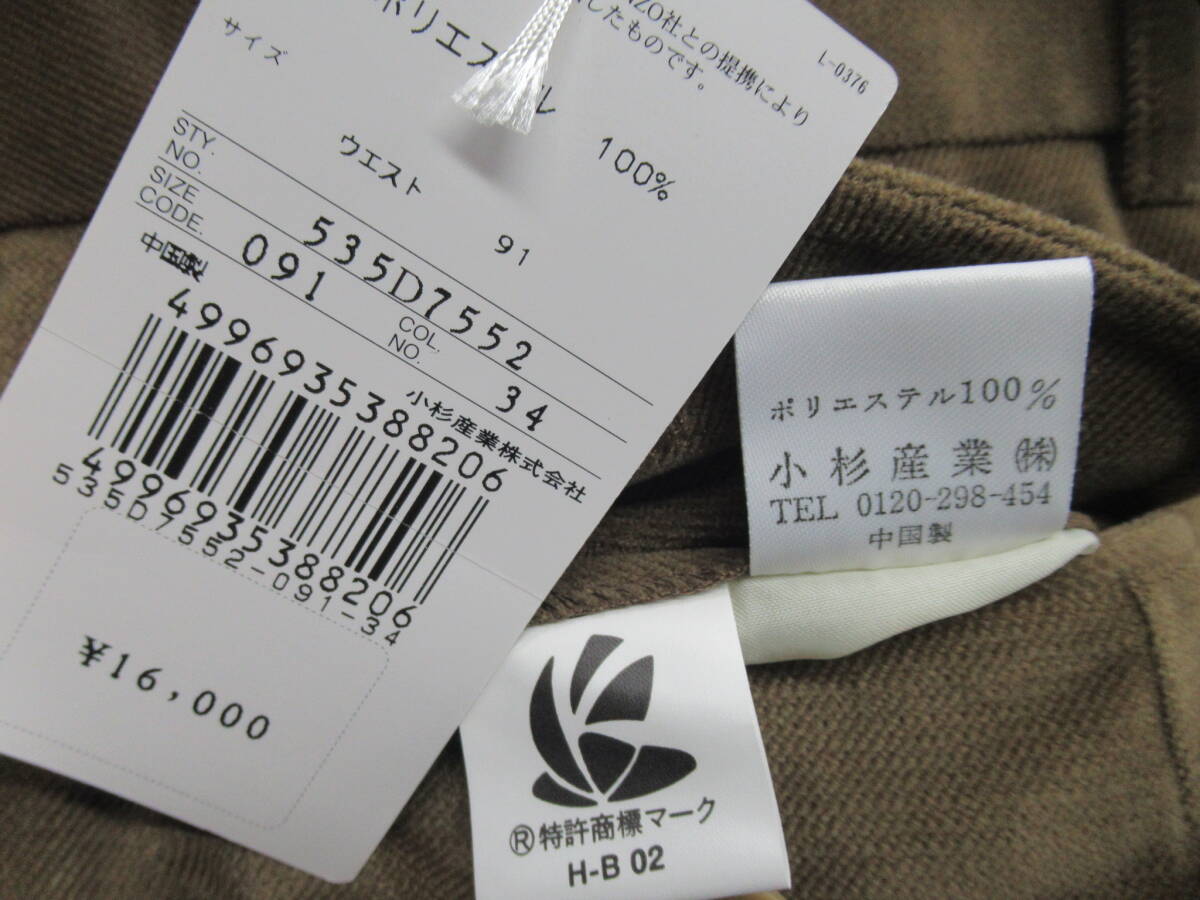 ZO社との提携により
したものです。
L-0376
ポリエス
ル
100%
サイズ
ウエスト
91
STY. NO.
535D7552
SIZE CODE.
091
COL. NO.
34
中国製
小杉産業株式会社
4996935388206
4996935388206
535D7552-091-34
¥16,000
ポリエステル100%
小杉産業㈱
TEL 0120-298-454
中国製
®特許商標マーク
H-B 02